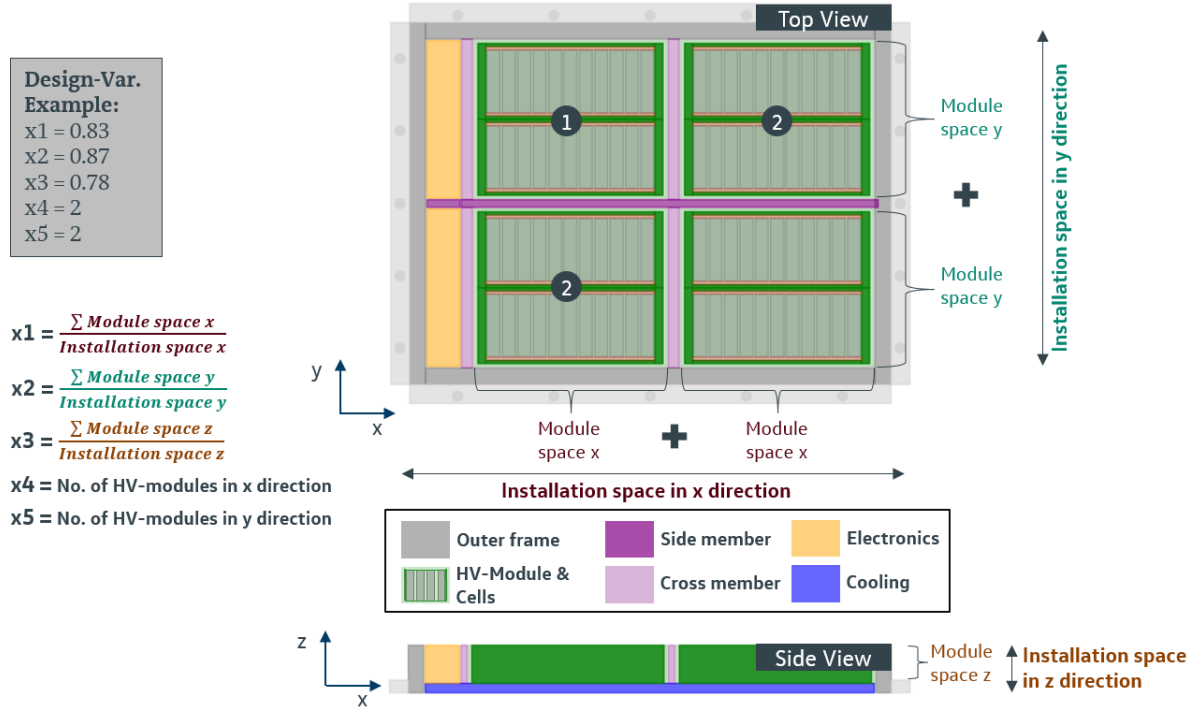 Top View
Design-Var.
Example:
x1 = 0.83
x2 = 0.87
x3 = 0.78
x4 = 2
x5 = 2
1
2
2
Module
space y
+
Module
space y
Installation space in y direction
x1 = ∑ Module space x / Installation space x
x2 = ∑ Module space y / Installation space y
x3 = ∑ Module space z / Installation space z
x4 = No. of HV-modules in x direction
x5 = No. of HV-modules in y direction
y
x
Module
space x
+
Module
space x
Installation space in x direction
Outer frame
Side member
Electronics
HV-Module &
Cells
Cross member
Cooling
z
x
Side View
Module
space z
Installation space
in z direction